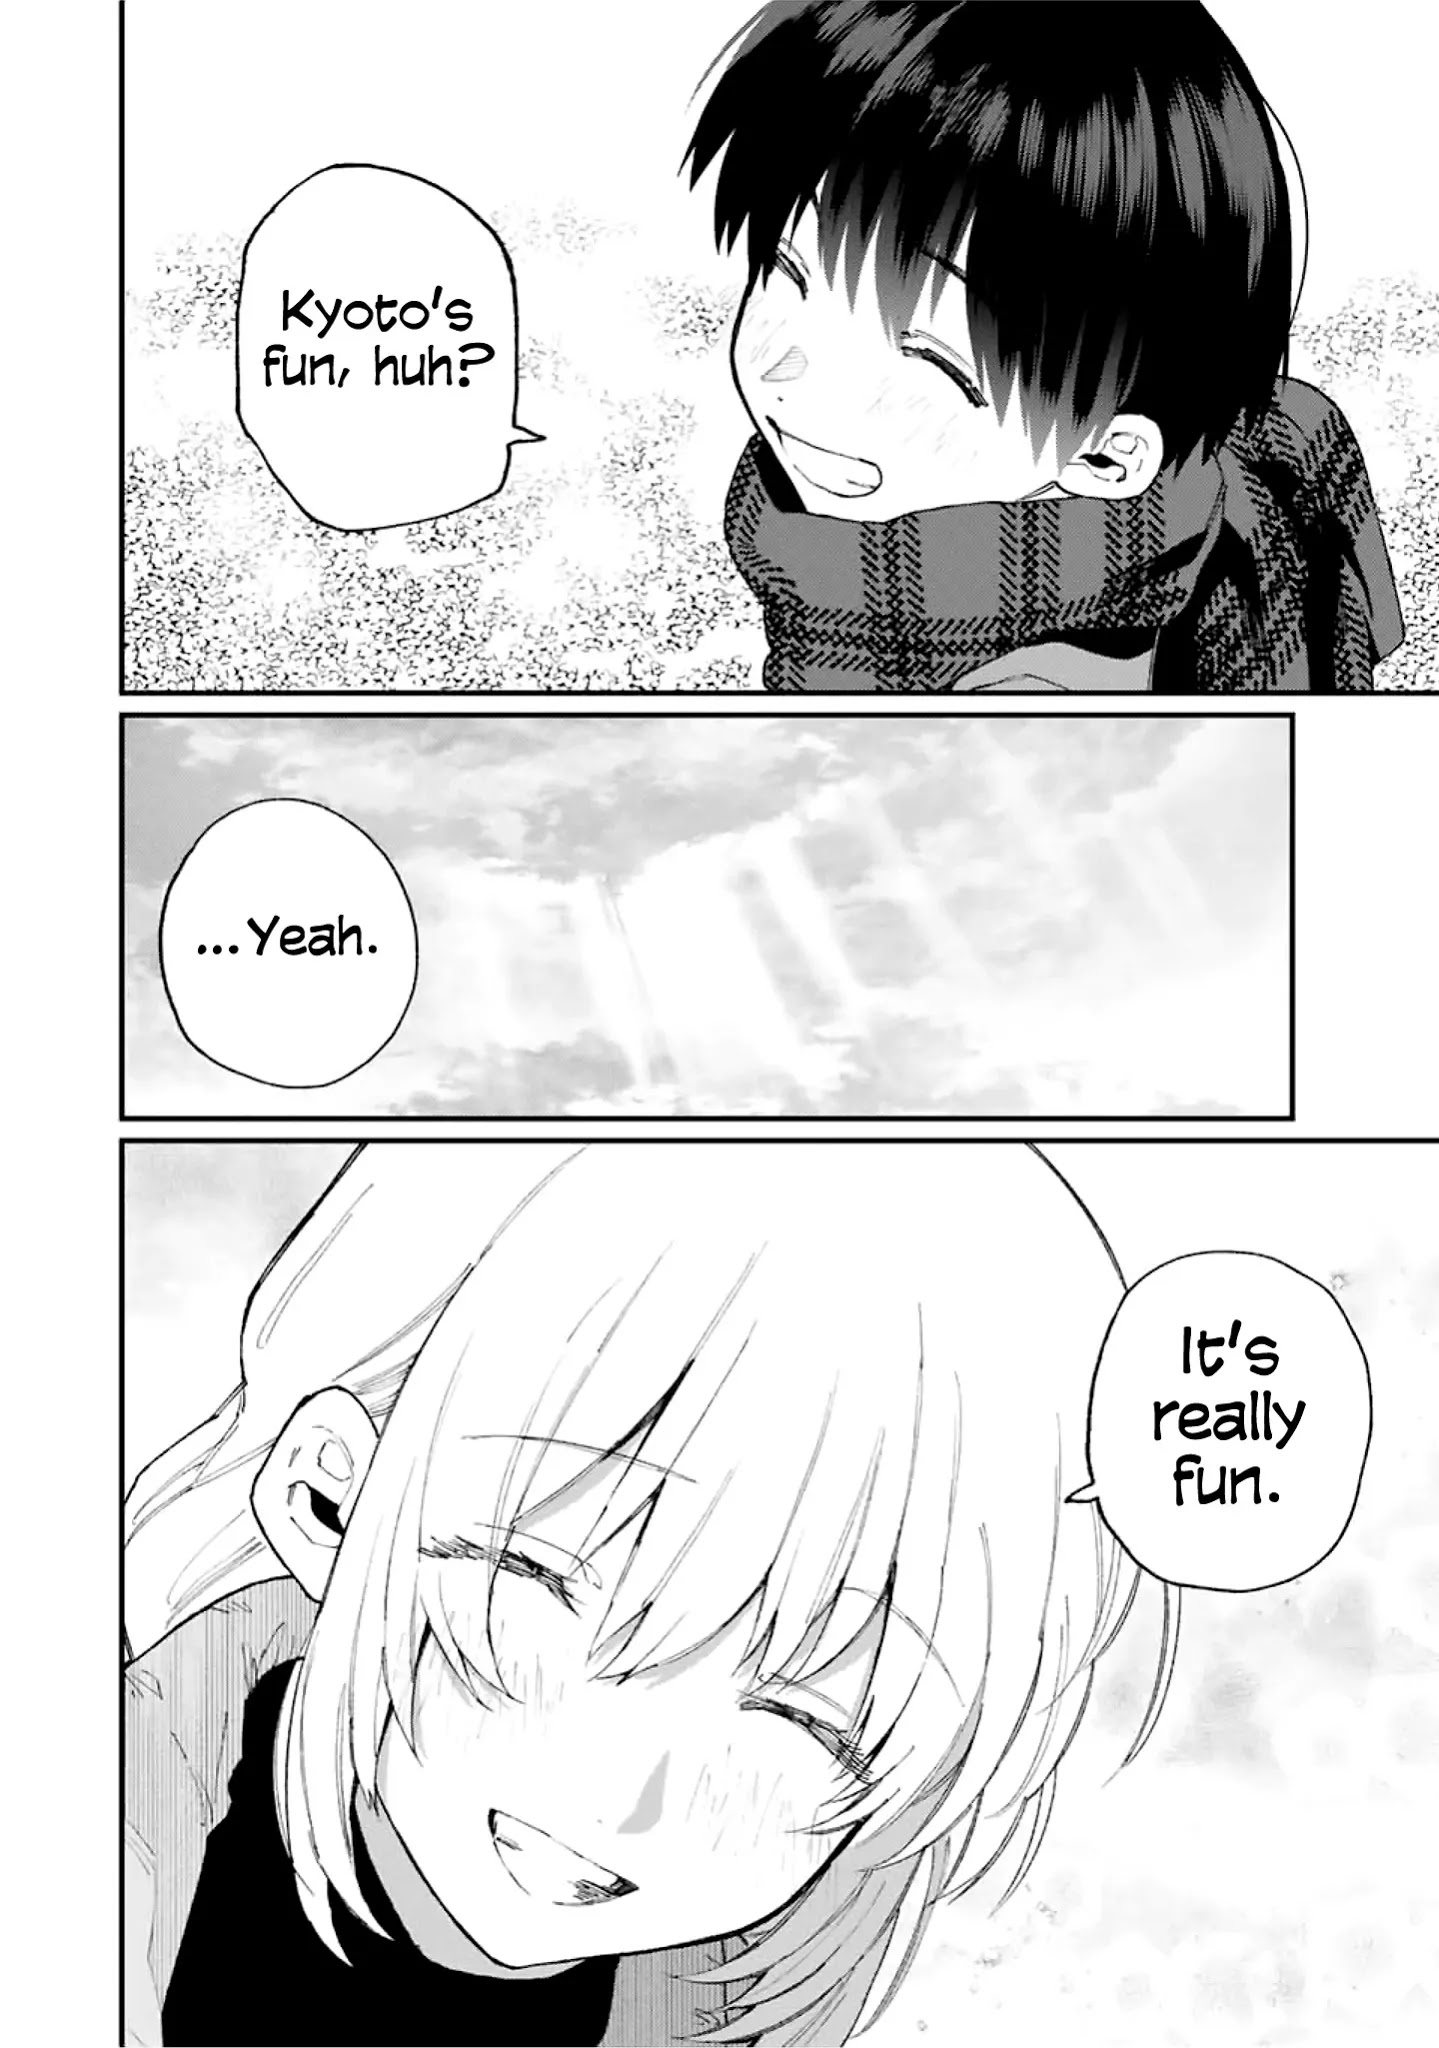 Kyoto's
fun, huh?
...Yeah.
It's
really
fun.